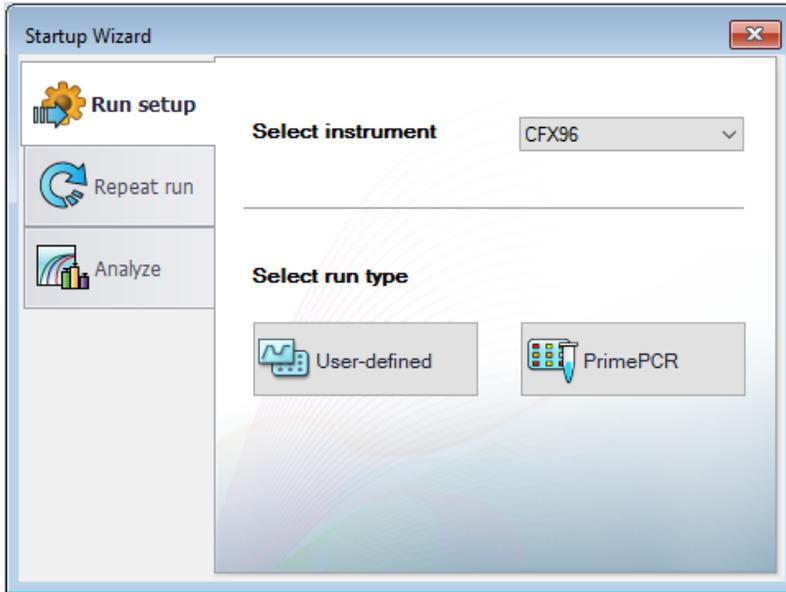 Startup Wizard
Run setup
Repeat run
Analyze
Select instrument
CFX96
Select run type
User-defined
PrimePCR